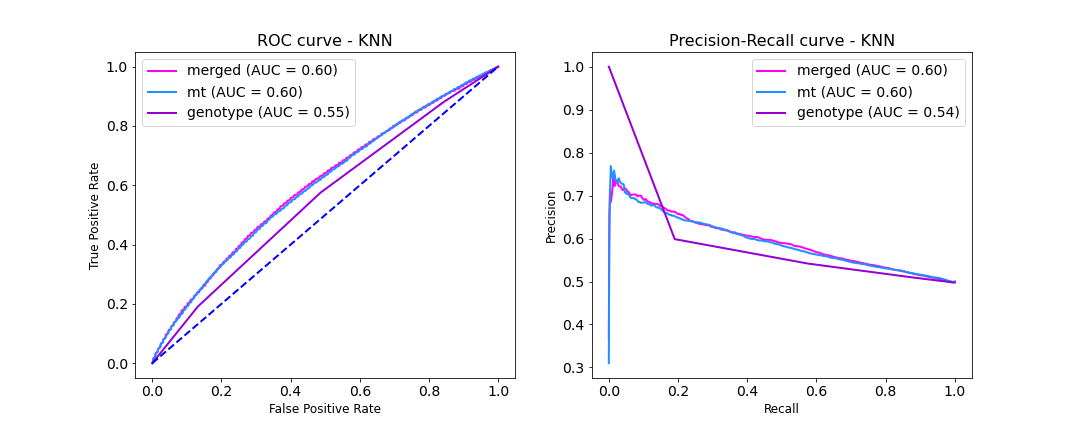 ROC curve - KNN
merged (AUC = 0.60)
mt (AUC = 0.60)
genotype (AUC = 0.55)
True Positive Rate
1.0
0.8
0.6
0.4
0.2
0.0
0.0 0.2 0.4 0.6 0.8 1.0
False Positive Rate
Precision-Recall curve - KNN
merged (AUC = 0.60)
mt (AUC = 0.60)
genotype (AUC = 0.54)
Precision
1.0
0.9
0.8
0.7
0.6
0.5
0.4
0.3
0.0 0.2 0.4 0.6 0.8 1.0
Recall